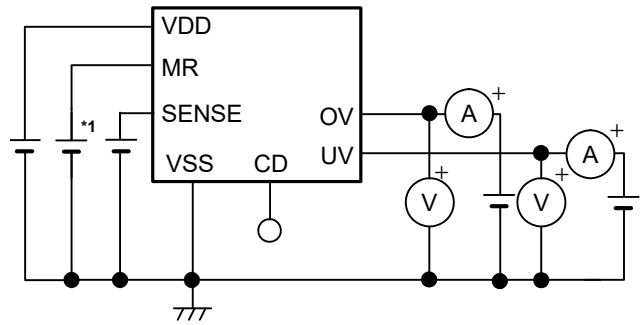 VDD
MR
*1
SENSE
OV
A
+
UV
A
+
VSS
CD
+
V
+
V